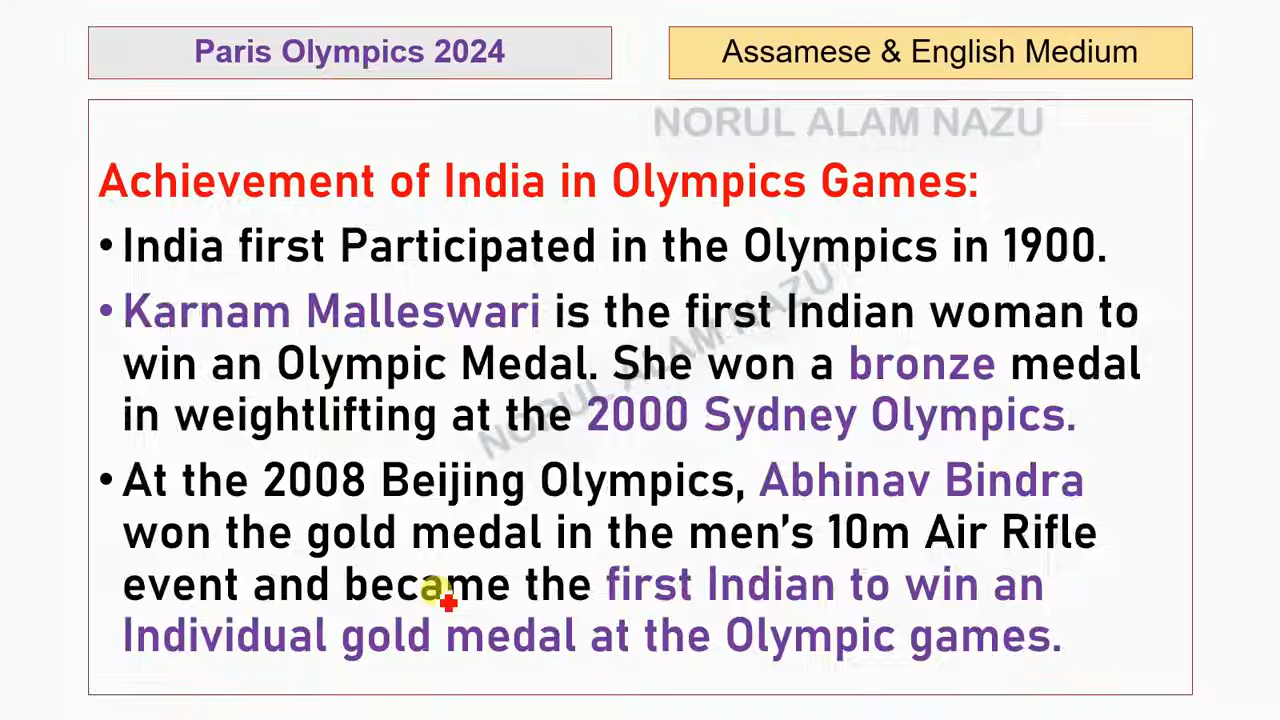 Paris Olympics 2024
Assamese & English Medium
NORUL ALAM NAZU
Achievement of India in Olympics Games:
• India first Participated in the Olympics in 1900.
• Karnam Malleswari is the first Indian woman to
win an Olympic Medal. She won a bronze medal
in weightlifting at the 2000 Sydney Olympics.
NORUL ALAM NAZU
• At the 2008 Beijing Olympics, Abhinav Bindra
won the gold medal in the men’s 10m Air Rifle
event and became the first Indian to win an
Individual gold medal at the Olympic games.